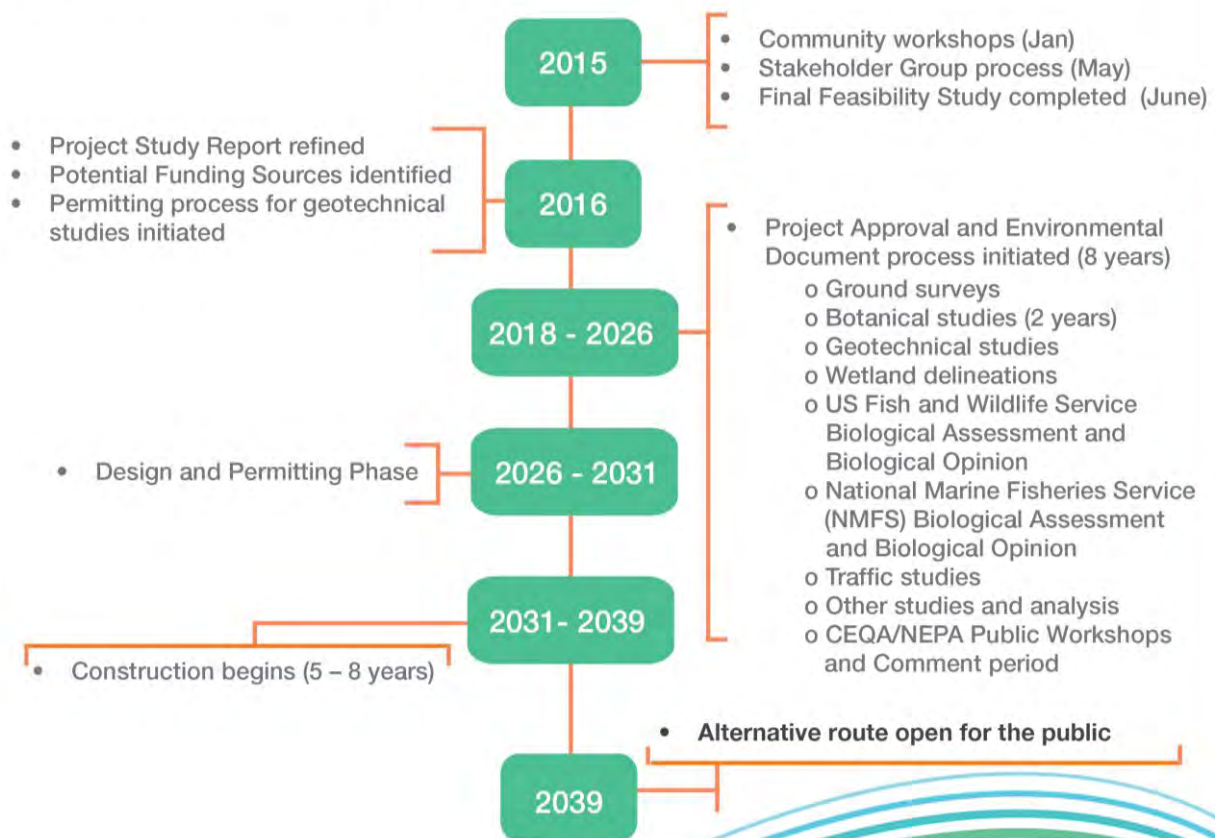 2015
• Community workshops (Jan)
• Stakeholder Group process (May)
• Final Feasibility Study completed (June)
• Project Study Report refined
• Potential Funding Sources identified
• Permitting process for geotechnical
studies initiated
2016
2018 - 2026
• Project Approval and Environmental
Document process initiated (8 years)
o Ground surveys
o Botanical studies (2 years)
o Geotechnical studies
o Wetland delineations
o US Fish and Wildlife Service
Biological Assessment and
Biological Opinion
o National Marine Fisheries Service
(NMFS) Biological Assessment
and Biological Opinion
o Traffic studies
o Other studies and analysis
o CEQA/NEPA Public Workshops
and Comment period
• Design and Permitting Phase
2026 - 2031
2031- 2039
• Construction begins (5 – 8 years)
• Alternative route open for the public
2039